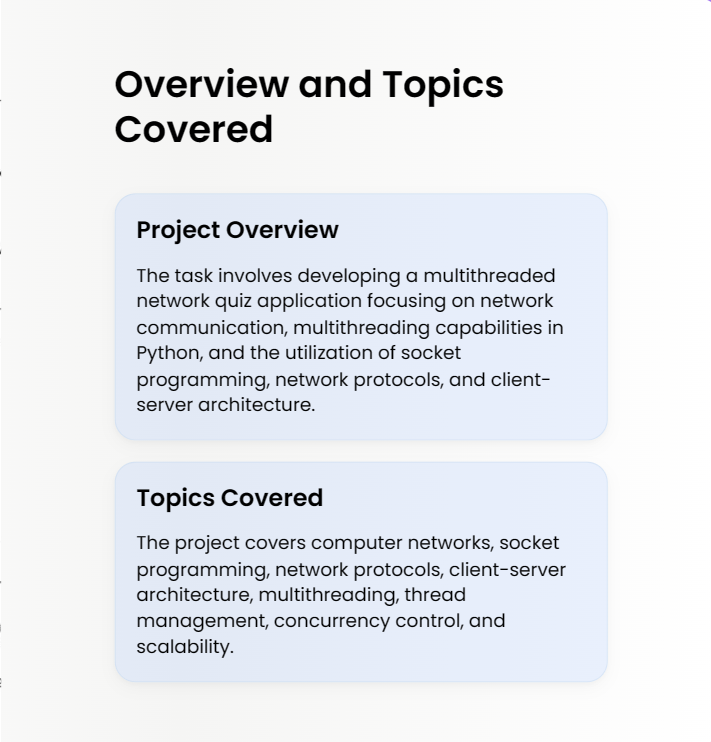 Overview and Topics
Covered
Project Overview
The task involves developing a multithreaded
network quiz application focusing on network
communication, multithreading capabilities in
Python, and the utilization of socket
programming, network protocols, and client-
server architecture.
Topics Covered
The project covers computer networks, socket
programming, network protocols, client-server
architecture, multithreading, thread
management, concurrency control, and
scalability.